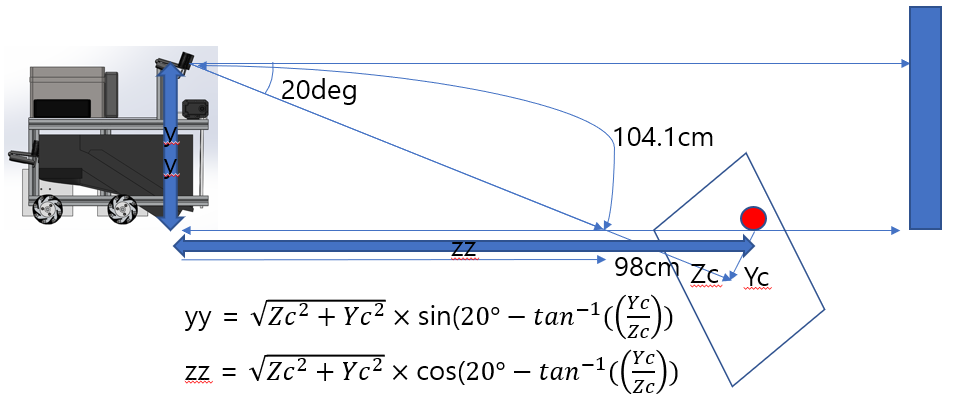 20deg
104.1cm
yy
zz
98cm Zc Yc
yy = √Zc² + Yc² × sin(20° − tan⁻¹((Yc/Zc))
zz = √Zc² + Yc² × cos(20° − tan⁻¹((Yc/Zc))